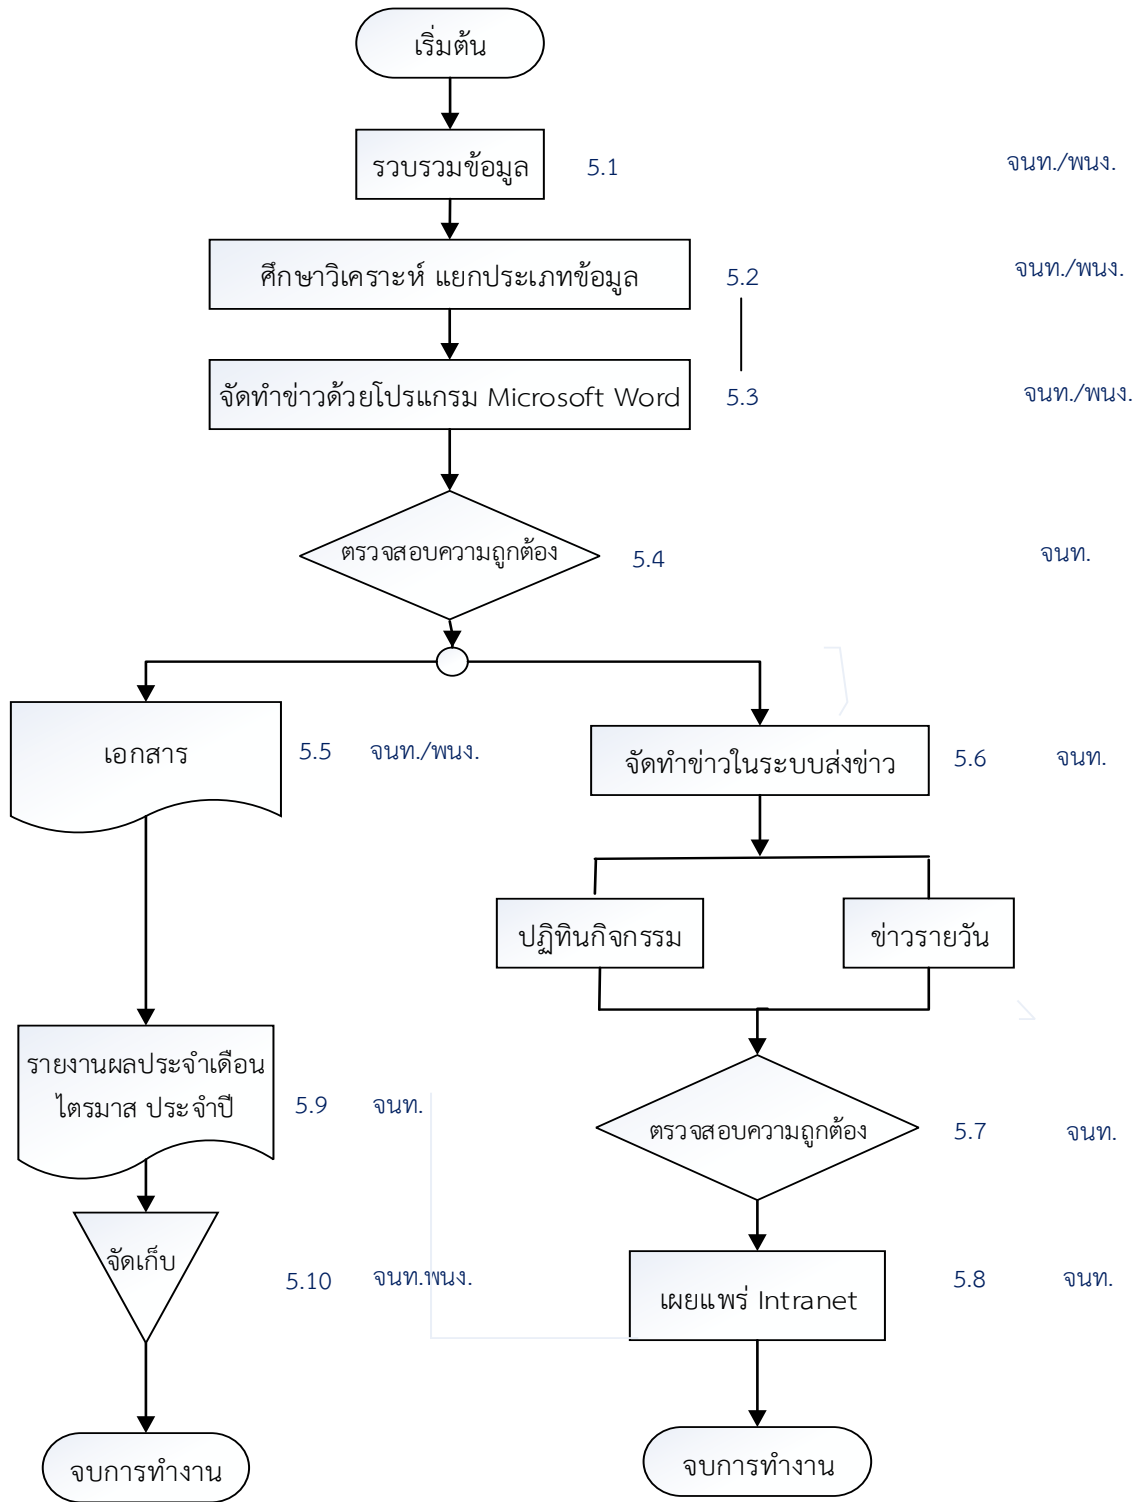 เริ่มต้น
รวบรวมข้อมูล 5.1 จนท./พนง.
ศึกษาวิเคราะห์ แยกประเภทข้อมูล 5.2 จนท./พนง.
จัดทำข่าวด้วยโปรแกรม Microsoft Word 5.3 จนท./พนง.
ตรวจสอบความถูกต้อง 5.4 จนท.
เอกสาร 5.5 จนท./พนง.
จัดทำข่าวในระบบส่งข่าว 5.6 จนท.
ปฏิทินกิจกรรม
ข่าวรายวัน
รายงานผลประจำเดือน
ไตรมาส ประจำปี 5.9 จนท.
ตรวจสอบความถูกต้อง 5.7 จนท.
จัดเก็บ 5.10 จนท.พนง.
เผยแพร่ Intranet 5.8 จนท.
จบการทำงาน
จบการทำงาน